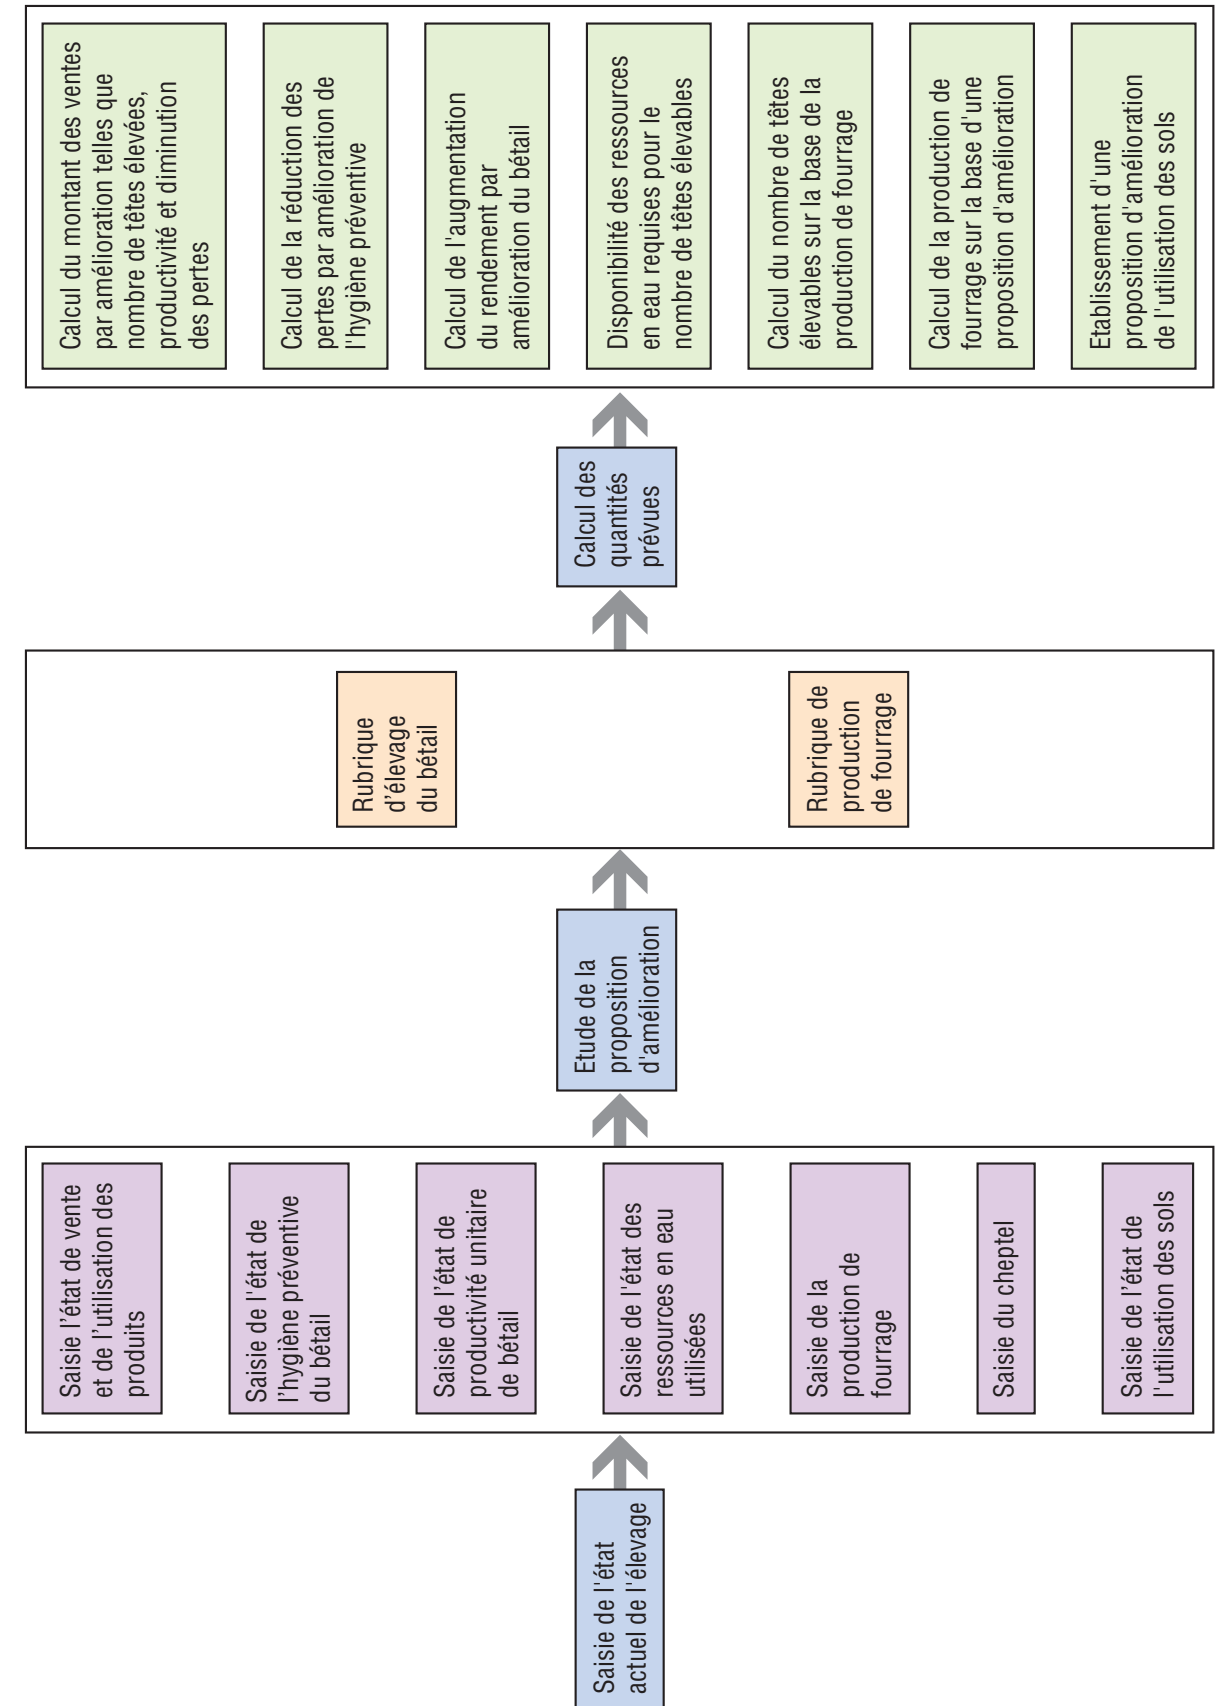 Saisie de l'état
actuel de l'élevage
Saisie l'état de vente
et de l'utilisation des
produits
Saisie de l'état de
l'hygiène préventive
du bétail
Saisie de l'état de
productivité unitaire
de bétail
Saisie de l'état des
ressources en eau
utilisées
Saisie de la
production de
fourrage
Saisie du cheptel
Saisie de l'état de
l'utilisation des sols
Etude de la
proposition
d'amélioration
Rubrique
d'élevage
du bétail
Rubrique de
production
de fourrage
Calcul des
quantités
prévues
Calcul du montant des ventes
par amélioration telles que
nombre de têtes élevées,
productivité et diminution
des pertes
Calcul de la réduction des
pertes par amélioration de
l'hygiène préventive
Calcul de l'augmentation
du rendement par
amélioration du bétail
Disponibilité des ressources
en eau requises pour le
nombre de têtes élevables
Calcul du nombre de têtes
élevables sur la base de la
production de fourrage
Calcul de la production de
fourrage sur la base d'une
proposition d'amélioration
Etablissement d'une
proposition d'amélioration
de l'utilisation des sols